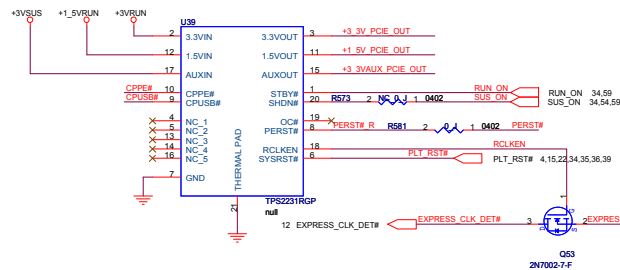 +3VSUS +1_5VRUN +3VRUN
U39
2 3.3VIN 3.3VOUT 3 +3_3V_PCIE_OUT
12 1.5VIN 1.5VOUT 11 +1_5V_PCIE_OUT
17 AUXIN AUXOUT 15 +3_3VAUX_PCIE_OUT
STBY# 1 RUN_ON RUN_ON 34,59
CPPE# 10 CPPE# SHDN# 20 R573 2 NC_0_J 1 0402 SUS_ON SUS_ON 34,54,59
CPUSB# 9 CPUSB#
4 NC_1 OC# 19
5 NC_2 PERST# 8 PERST#_R R581 2 0_J 1 0402 PERST#
13 NC_3
14 NC_4 RCLKEN 18 RCLKEN
16 NC_5 SYSRST# 6 PLT_RST# PLT_RST# 4,15,22,34,35,36,39
7 GND
THERMAL PAD
21
TPS2231RGP
null
12 EXPRESS_CLK_DET# EXPRESS_CLK_DET# 3 D G S 1 2 EXPRES
Q53
2N7002-7-F